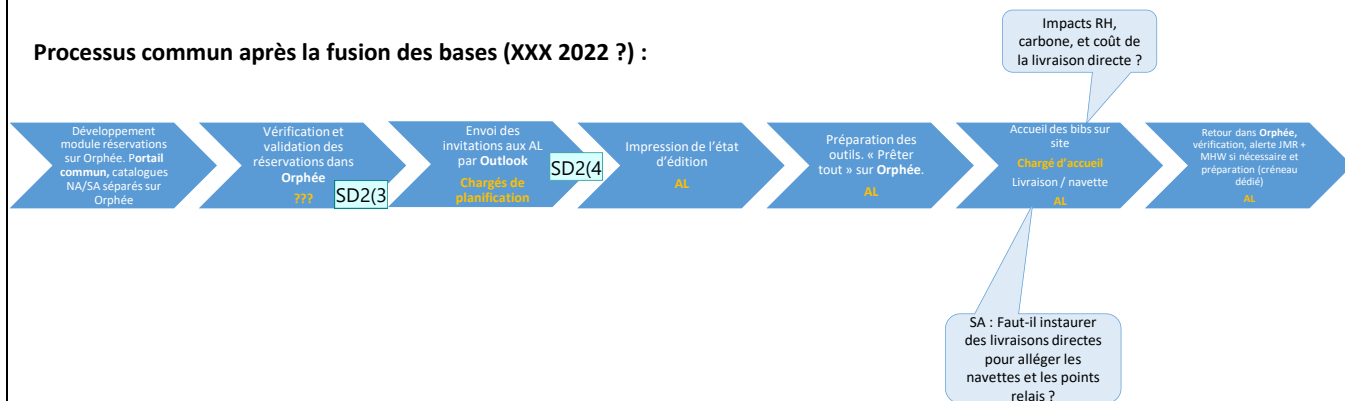 Impacts RH,
carbone, et coût de
la livraison directe ?
Processus commun après la fusion des bases (XXX 2022 ?) :
Développement
module réservations
sur Orphée. Portail
commun, catalogues
NA/SA séparés sur
Orphée
Vérification et
validation des
réservations dans
Orphée
???
SD2(3
Envoi des
invitations aux AL
par Outlook
Chargés de
planification
SD2(4
Impression de l'état
d'édition
AL
Préparation des
outils. « Prêter
tout » sur Orphée.
AL
Accueil des bibs sur
site
Chargé d'accueil
Livraison / navette
AL
Retour dans Orphée,
vérification, alerte JMR +
MHW si nécessaire et
préparation (créneau
dédié)
AL
SA : Faut-il instaurer
des livraisons directes
pour alléger les
navettes et les points
relais ?